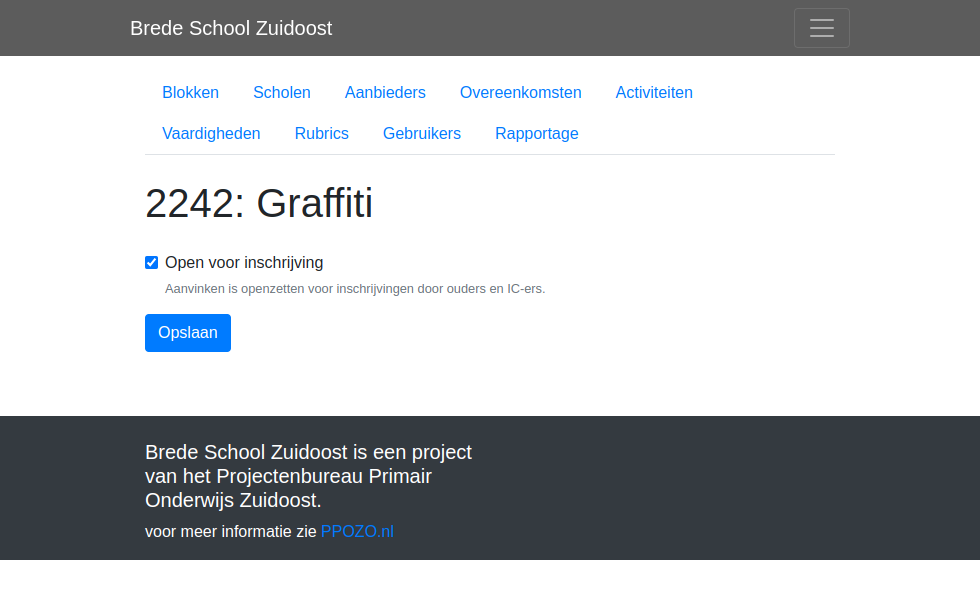 Brede School Zuidoost
Blokken Scholen Aanbieders Overeenkomsten Activiteiten
Vaardigheden Rubrics Gebruikers Rapportage
2242: Graffiti
Open voor inschrijving
Aanvinken is openzetten voor inschrijvingen door ouders en IC-ers.
Opslaan
Brede School Zuidoost is een project
van het Projectenbureau Primair
Onderwijs Zuidoost.
voor meer informatie zie PPOZO.nl